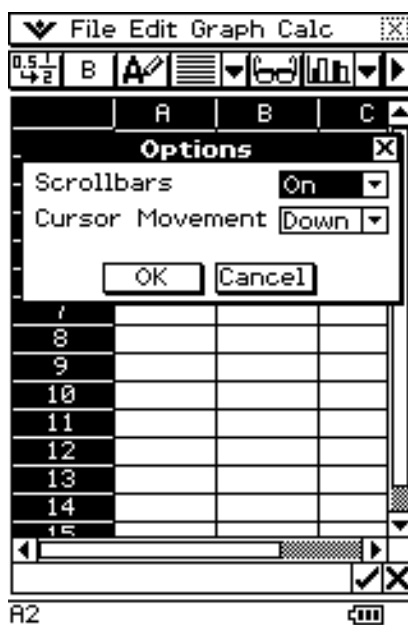 File Edit Graph Calc
0.5 1/2 B A
A B C
Options
Scrollbars On
Cursor Movement Down
OK Cancel
7
8
9
10
11
12
13
14
15
A2